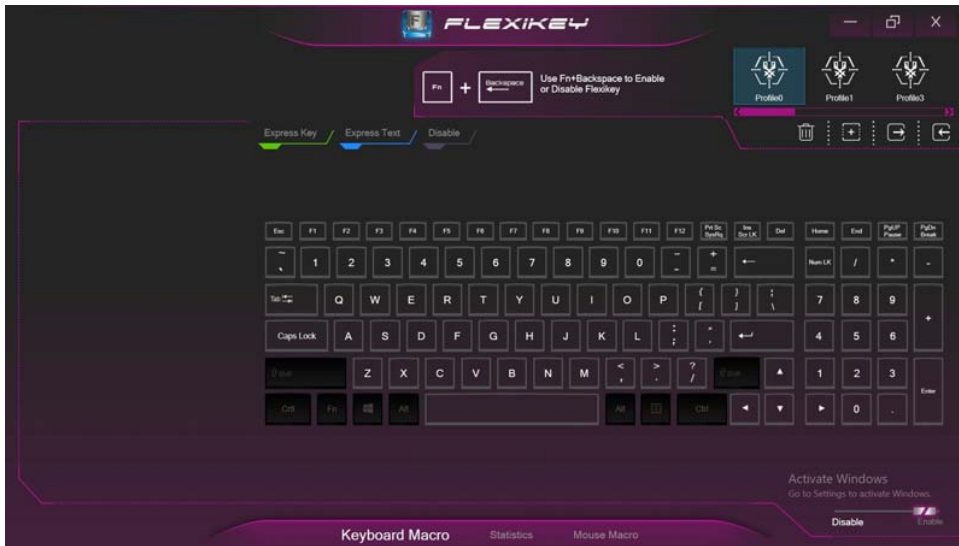 FLEXiKEY
Fn + Backspace Use Fn+Backspace to Enable
or Disable Flexikey
Profile0 Profile1 Profile3
Express Key / Express Text / Disable /
Esc F1 F2 F3 F4 F5 F6 F7 F8 F9 F10 F11 F12 Prt Sc Ins Del Home End PgUP PgDn
SysRq Scr LK Pause Break
~ 1 2 3 4 5 6 7 8 9 0 - + = ← Num LK / * -
Tab Q W E R T Y U I O P 7 8 9 +
Caps Lock A S D F G H J K L : ; 4 5 6
Z X C V B N M < , > . ? / 1 2 3 Enter
Ctrl Fn Alt Alt Ctrl 0 .
Activate Windows
Go to Settings to activate Windows.
Disable Enable
Keyboard Macro Statistics Mouse Macro